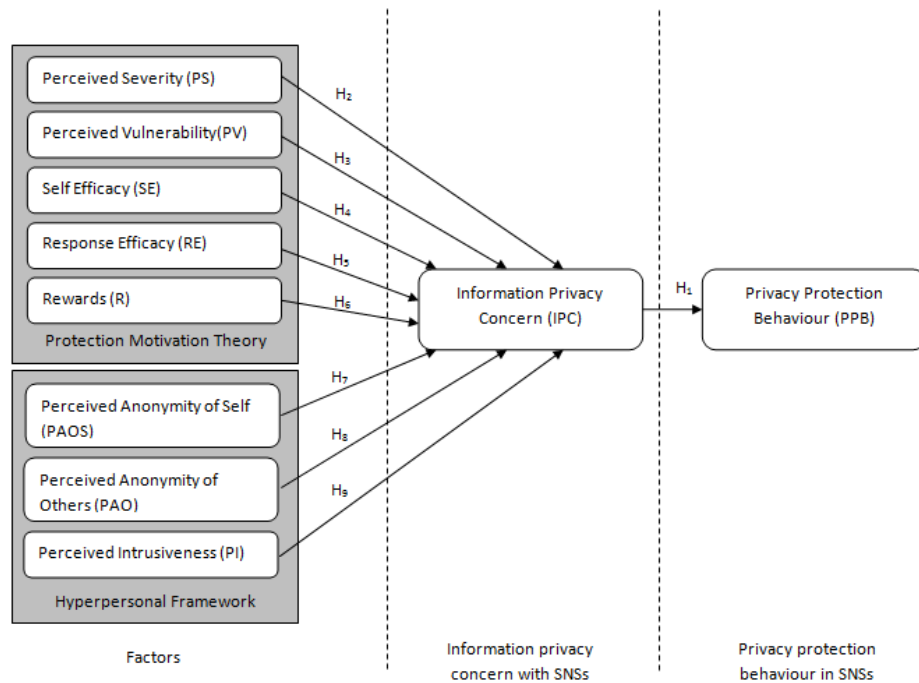 Perceived Severity (PS)
Perceived Vulnerability(PV)
Self Efficacy (SE)
Response Efficacy (RE)
Rewards (R)
Protection Motivation Theory
Perceived Anonymity of Self
(PAOS)
Perceived Anonymity of
Others (PAO)
Perceived Intrusiveness (PI)
Hyperpersonal Framework
H₂
H₃
H₄
H₅
H₆
H₇
H₈
H₉
Information Privacy
Concern (IPC)
H₁
Privacy Protection
Behaviour (PPB)
Factors
Information privacy
concern with SNSs
Privacy protection
behaviour in SNSs